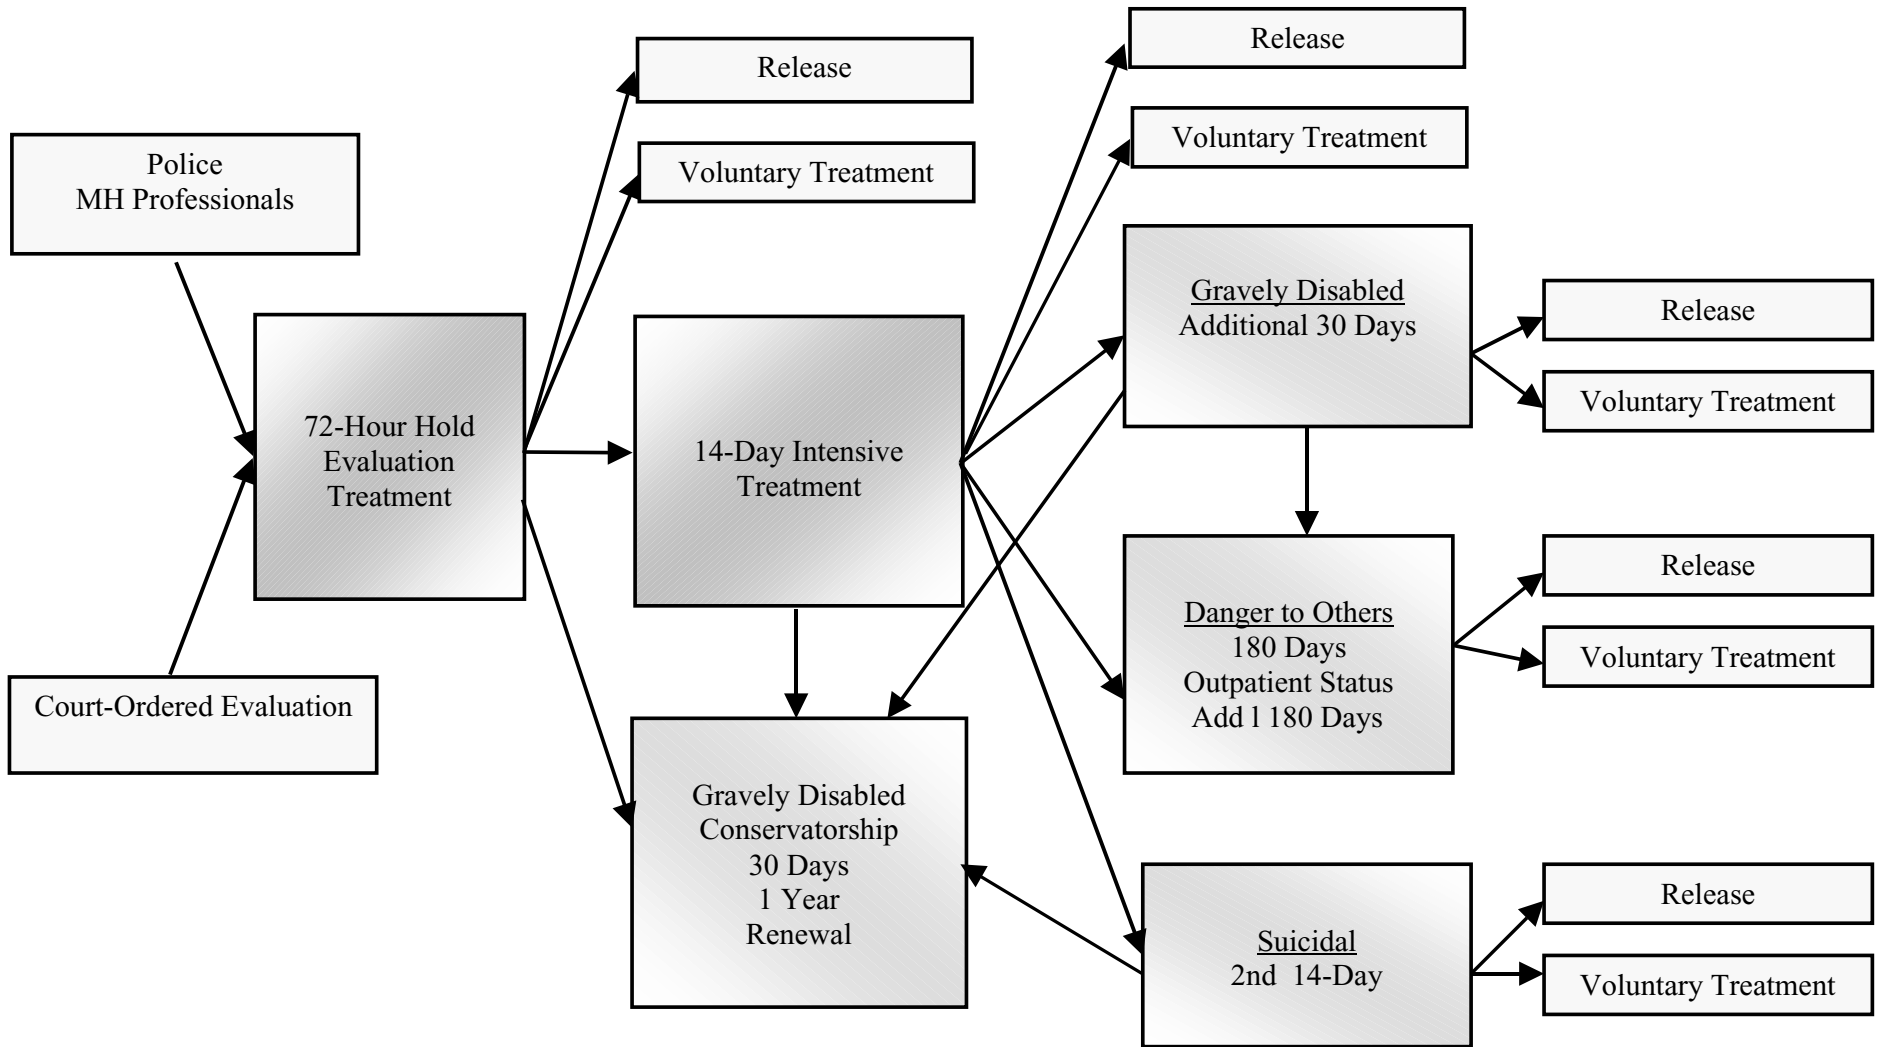 Police
MH Professionals
Court-Ordered Evaluation
72-Hour Hold
Evaluation
Treatment
Release
Voluntary Treatment
14-Day Intensive
Treatment
Gravely Disabled
Conservatorship
30 Days
1 Year
Renewal
Release
Voluntary Treatment
Gravely Disabled
Additional 30 Days
Release
Voluntary Treatment
Danger to Others
180 Days
Outpatient Status
Add l 180 Days
Release
Voluntary Treatment
Suicidal
2nd 14-Day
Release
Voluntary Treatment